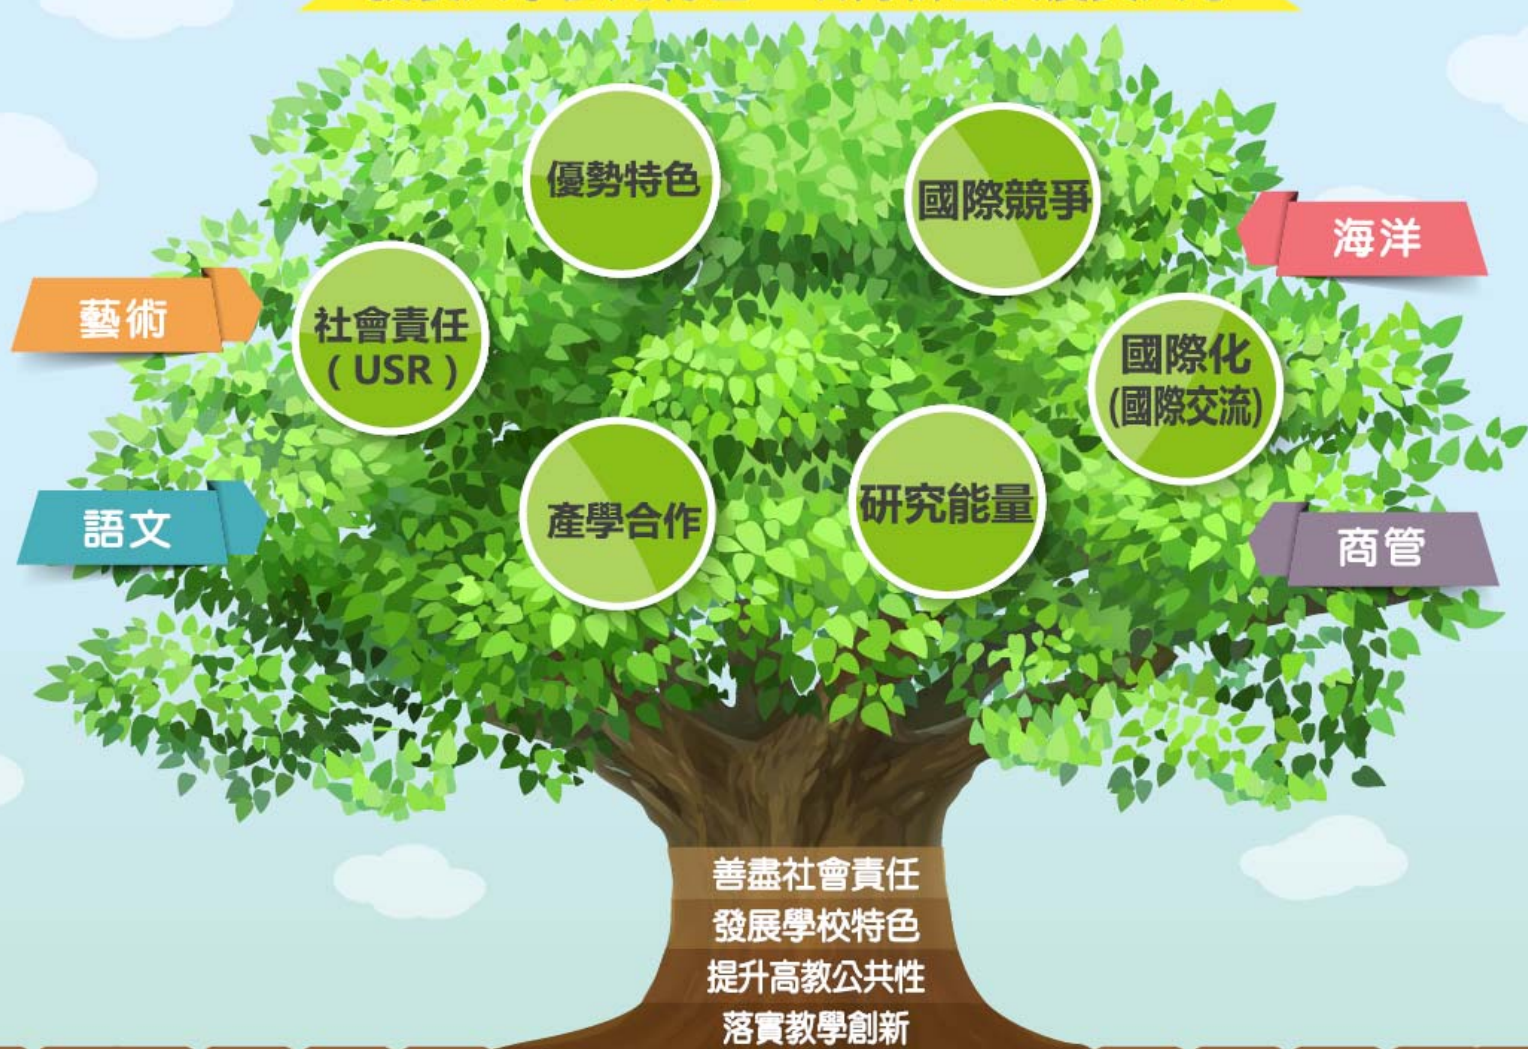 優勢特色
國際競爭
海洋
藝術
社會責任
( USR )
國際化
(國際交流)
語文
產學合作
研究能量
商管
善盡社會責任
發展學校特色
提升高教公共性
落實教學創新